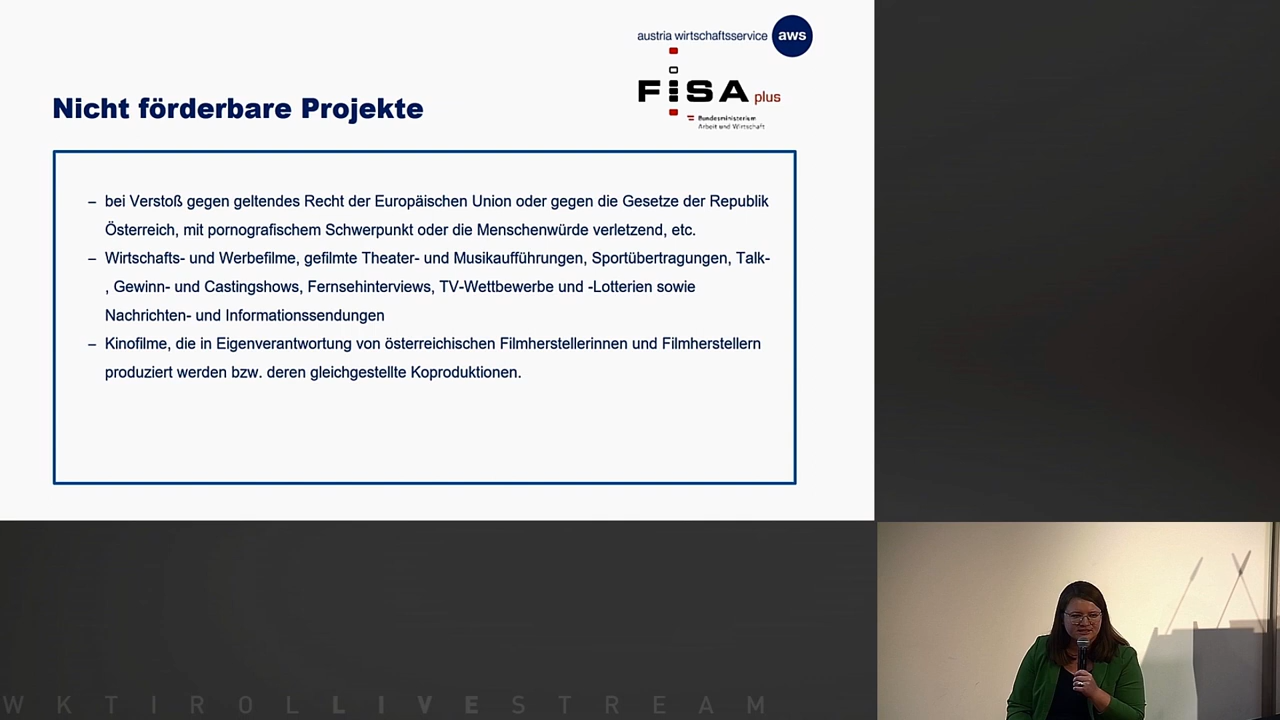 austria wirtschaftsservice aws
FiSA plus
Bundesministerium
Arbeit und Wirtschaft
Nicht förderbare Projekte
– bei Verstoß gegen geltendes Recht der Europäischen Union oder gegen die Gesetze der Republik
Österreich, mit pornografischem Schwerpunkt oder die Menschenwürde verletzend, etc.
– Wirtschafts- und Werbefilme, gefilmte Theater- und Musikaufführungen, Sportübertragungen, Talk-
, Gewinn- und Castingshows, Fernsehinterviews, TV-Wettbewerbe und -Lotterien sowie
Nachrichten- und Informationssendungen
– Kinofilme, die in Eigenverantwortung von österreichischen Filmherstellerinnen und Filmherstellern
produziert werden bzw. deren gleichgestellte Koproduktionen.
WKTIROLLIVESTREAM